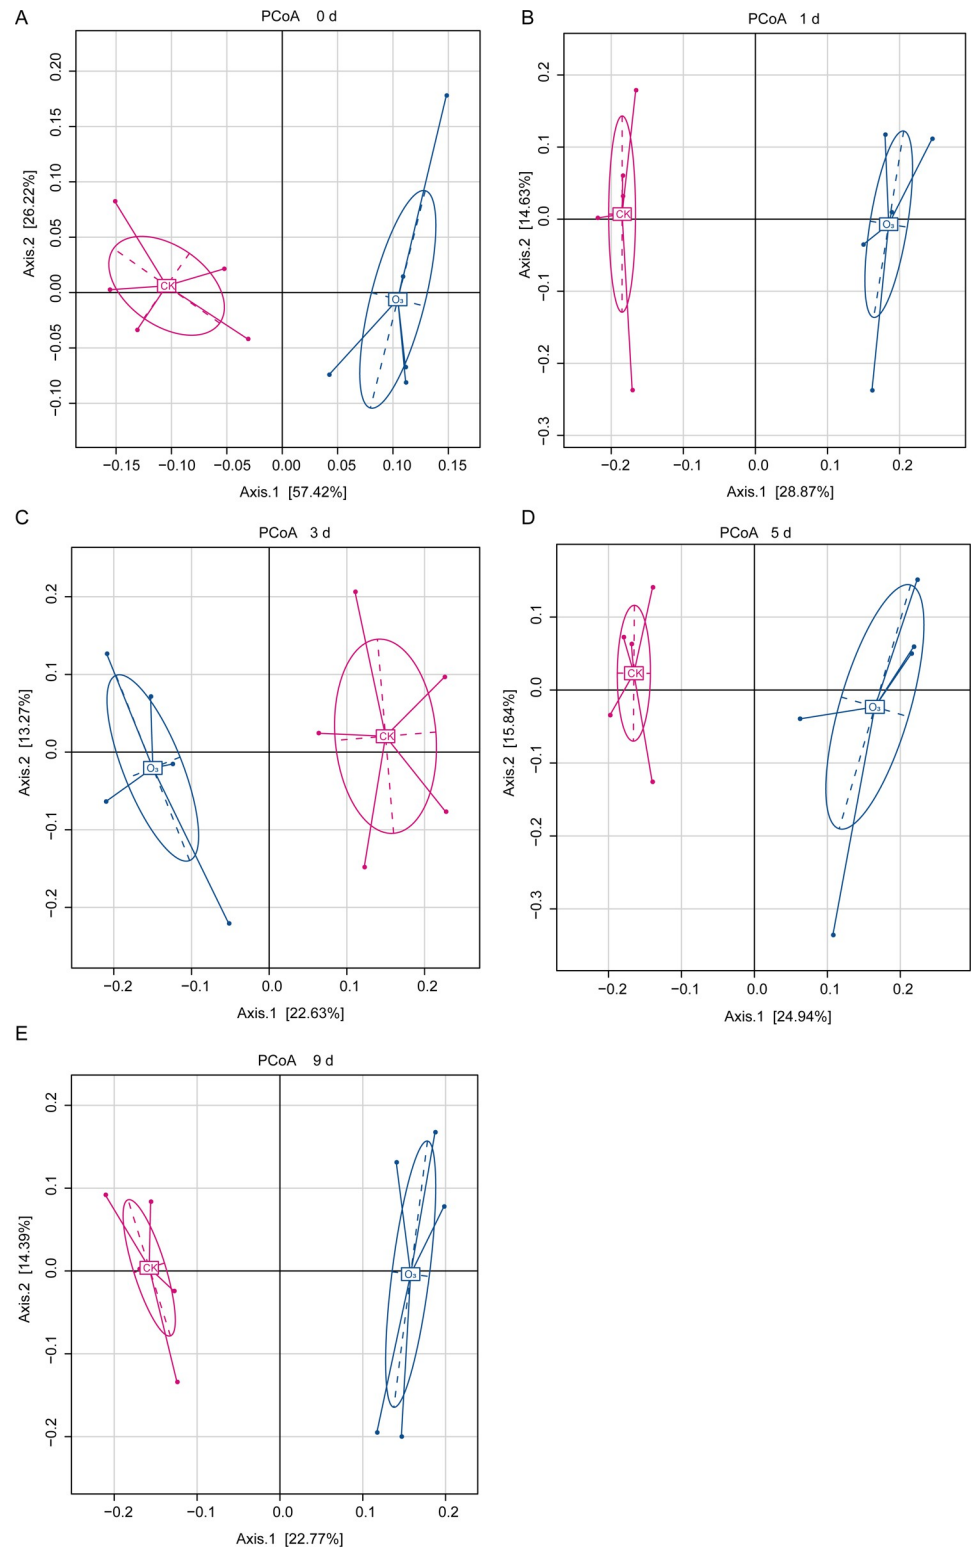 A
PCoA 0 d
0.20
0.15
0.10
0.05
0.00
−0.05
−0.10
Axis.2 [26.22%]
CK
O₃
−0.15 −0.10 −0.05 0.00 0.05 0.10 0.15
Axis.1 [57.42%]
B
PCoA 1 d
0.2
0.1
0.0
−0.1
−0.2
−0.3
Axis.2 [14.63%]
CK
O₃
−0.2 −0.1 0.0 0.1 0.2
Axis.1 [28.87%]
C
PCoA 3 d
0.2
0.1
0.0
−0.1
−0.2
Axis.2 [13.27%]
CK
O₃
−0.2 −0.1 0.0 0.1 0.2
Axis.1 [22.63%]
D
PCoA 5 d
0.1
0.0
−0.1
−0.2
−0.3
Axis.2 [15.84%]
CK
O₃
−0.2 −0.1 0.0 0.1 0.2
Axis.1 [24.94%]
E
PCoA 9 d
0.2
0.1
0.0
−0.1
−0.2
Axis.2 [14.39%]
CK
O₃
−0.2 −0.1 0.0 0.1 0.2
Axis.1 [22.77%]